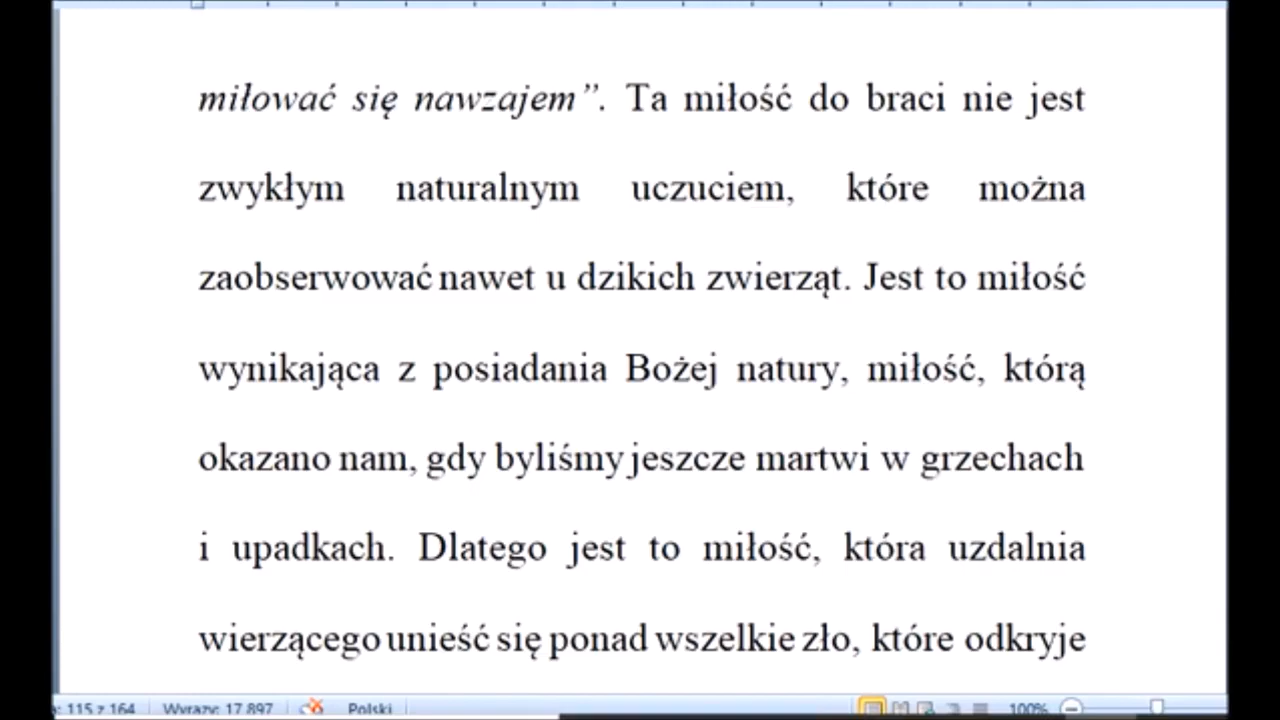 miłować się nawzajem”. Ta miłość do braci nie jest
zwykłym naturalnym uczuciem, które można
zaobserwować nawet u dzikich zwierząt. Jest to miłość
wynikająca z posiadania Bożej natury, miłość, którą
okazano nam, gdy byliśmy jeszcze martwi w grzechach
i upadkach. Dlatego jest to miłość, która uzdalnia
wierzącego unieść się ponad wszelkie zło, które odkryje
: 115 z 164 Wyrazy: 17 897 Polski 100%